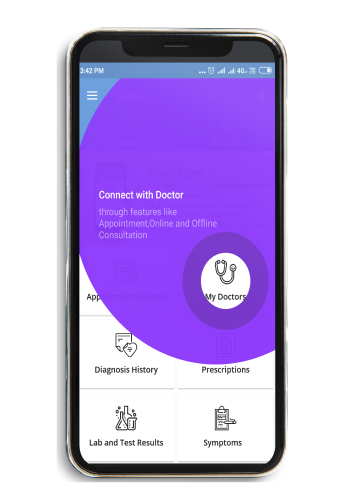 3:42 PM
4G
Connect with Doctor
through features like
Appointment,Online and Offline
Consultation
My Doctors
Diagnosis History
Prescriptions
Lab and Test Results
Symptoms